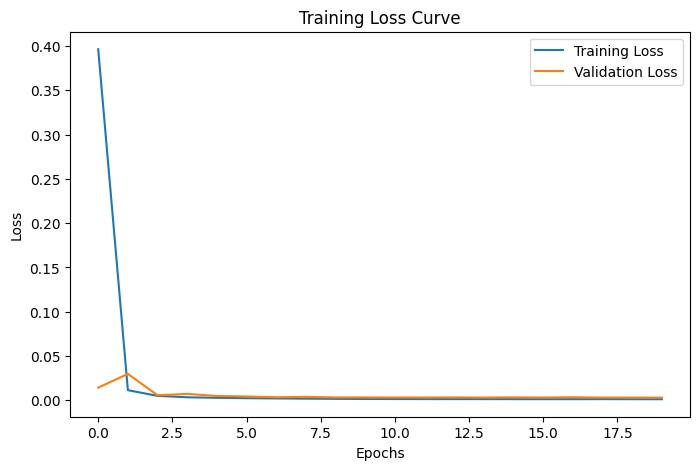 Training Loss Curve
Training Loss
Validation Loss
Loss
0.40
0.35
0.30
0.25
0.20
0.15
0.10
0.05
0.00
0.0 2.5 5.0 7.5 10.0 12.5 15.0 17.5
Epochs